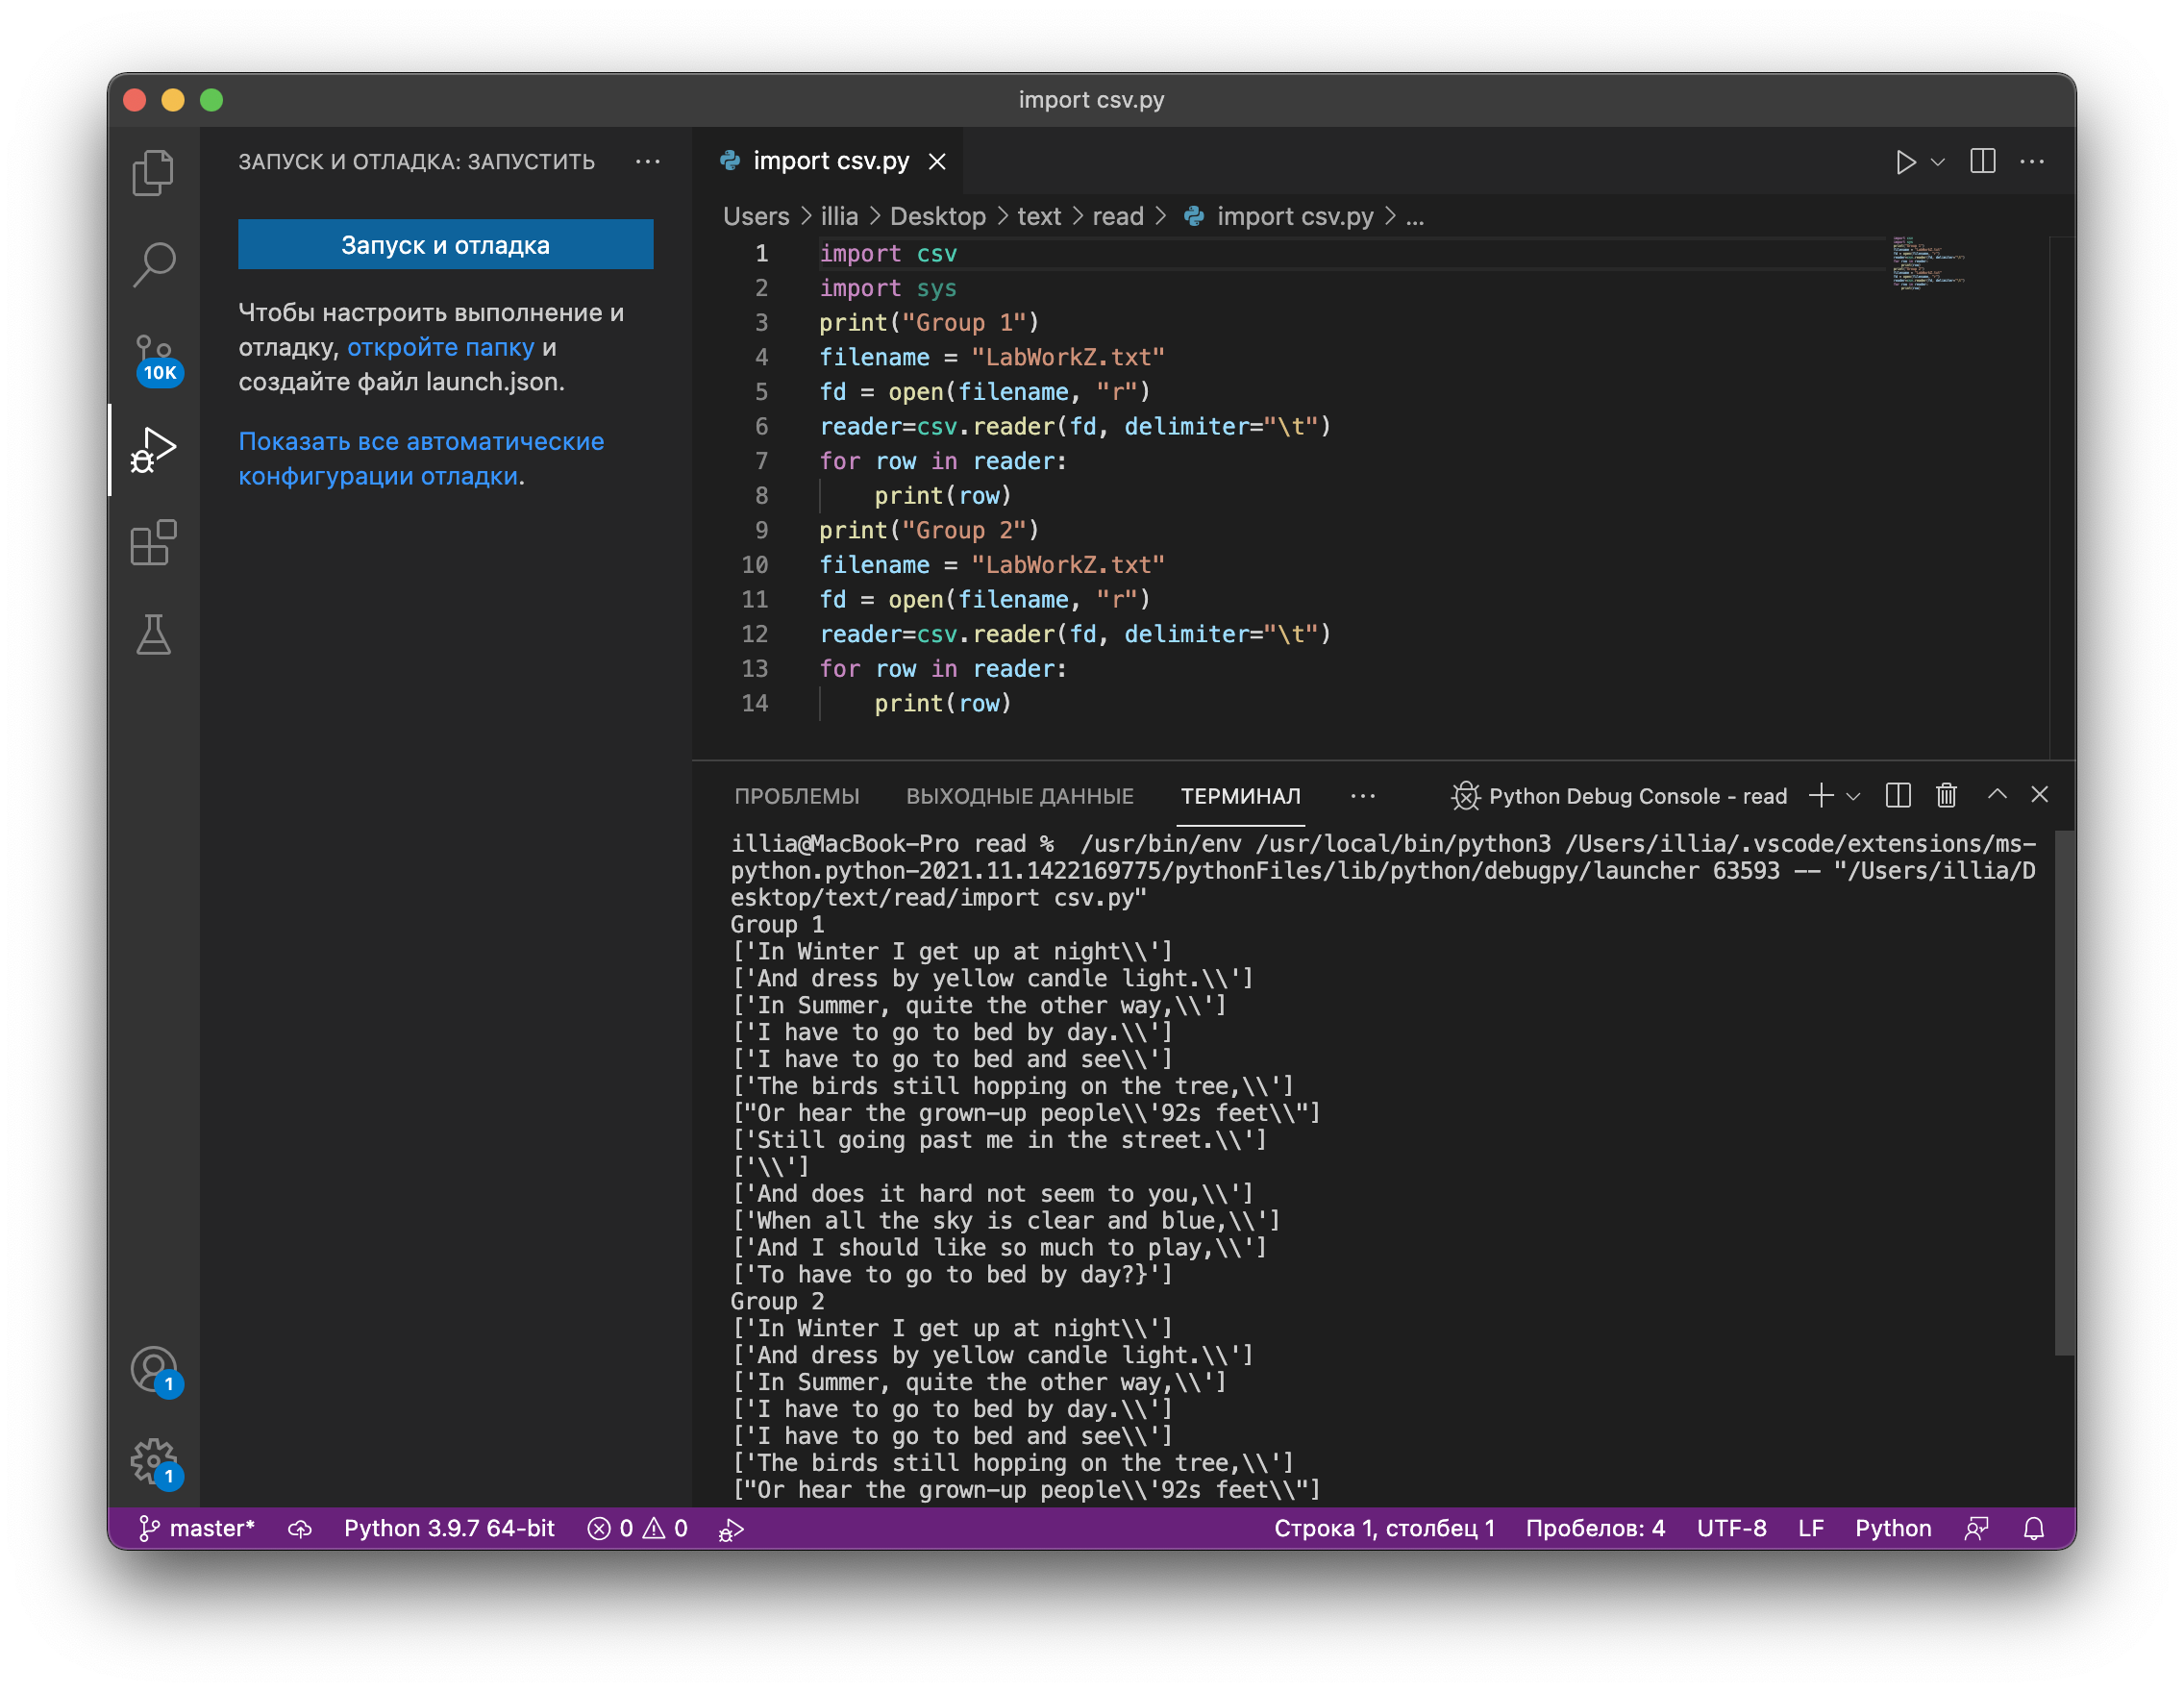 import csv.py
ЗАПУСК И ОТЛАДКА: ЗАПУСТИТЬ
Запуск и отладка
Чтобы настроить выполнение и
отладку, откройте папку и
создайте файл launch.json.
Показать все автоматические
конфигурации отладки.
10K
1
1
import csv.py
Users > illia > Desktop > text > read > import csv.py > ...
1 import csv
2 import sys
3 print("Group 1")
4 filename = "LabWorkZ.txt"
5 fd = open(filename, "r")
6 reader=csv.reader(fd, delimiter="\t")
7 for row in reader:
8     print(row)
9 print("Group 2")
10 filename = "LabWorkZ.txt"
11 fd = open(filename, "r")
12 reader=csv.reader(fd, delimiter="\t")
13 for row in reader:
14     print(row)
ПРОБЛЕМЫ ВЫХОДНЫЕ ДАННЫЕ ТЕРМИНАЛ ... Python Debug Console - read
illia@MacBook-Pro read %  /usr/bin/env /usr/local/bin/python3 /Users/illia/.vscode/extensions/ms-
python.python-2021.11.1422169775/pythonFiles/lib/python/debugpy/launcher 63593 -- "/Users/illia/D
esktop/text/read/import csv.py"
Group 1
['In Winter I get up at night\\']
['And dress by yellow candle light.\\']
['In Summer, quite the other way,\\']
['I have to go to bed by day.\\']
['I have to go to bed and see\\']
['The birds still hopping on the tree,\\']
["Or hear the grown-up people\\'92s feet\\"]
['Still going past me in the street.\\']
['\\']
['And does it hard not seem to you,\\']
['When all the sky is clear and blue,\\']
['And I should like so much to play,\\']
['To have to go to bed by day?}']
Group 2
['In Winter I get up at night\\']
['And dress by yellow candle light.\\']
['In Summer, quite the other way,\\']
['I have to go to bed by day.\\']
['I have to go to bed and see\\']
['The birds still hopping on the tree,\\']
["Or hear the grown-up people\\'92s feet\\"]
master* Python 3.9.7 64-bit 0 0 Строка 1, столбец 1 Пробелов: 4 UTF-8 LF Python